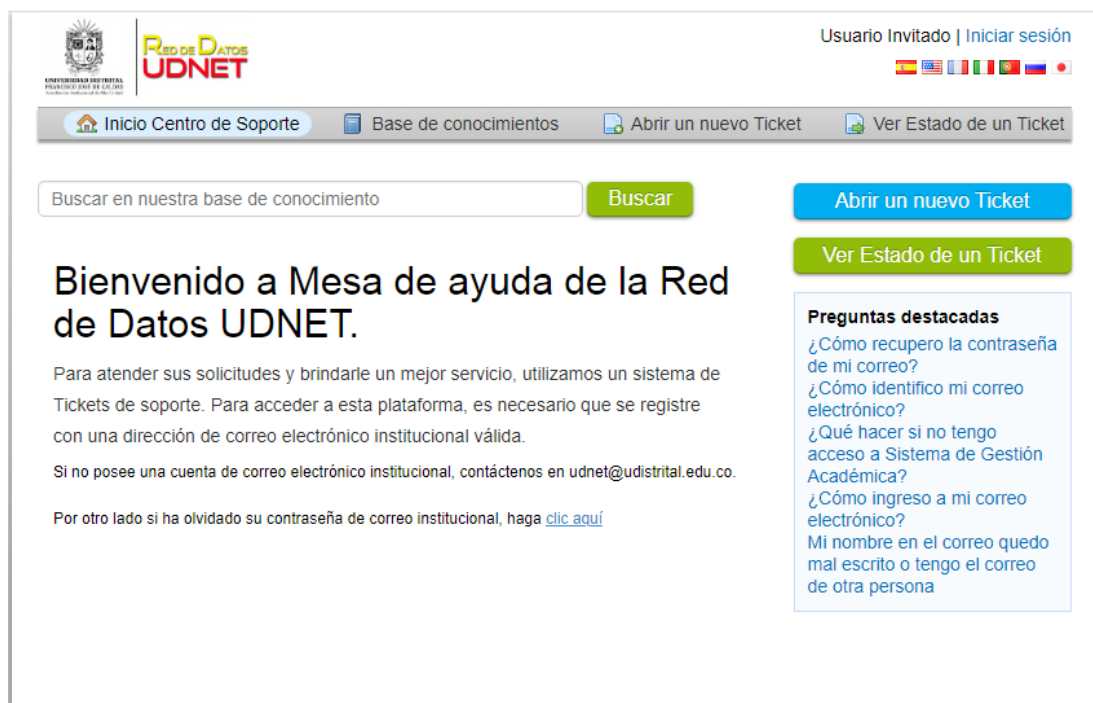 UNIVERSIDAD DISTRITAL
FRANCISCO JOSÉ DE CALDAS
RED DE DATOS
UDNET
Usuario Invitado | Iniciar sesión
Inicio Centro de Soporte
Base de conocimientos
Abrir un nuevo Ticket
Ver Estado de un Ticket
Buscar en nuestra base de conocimiento
Buscar
Bienvenido a Mesa de ayuda de la Red
de Datos UDNET.
Para atender sus solicitudes y brindarle un mejor servicio, utilizamos un sistema de
Tickets de soporte. Para acceder a esta plataforma, es necesario que se registre
con una dirección de correo electrónico institucional válida.
Si no posee una cuenta de correo electrónico institucional, contáctenos en udnet@udistrital.edu.co.
Por otro lado si ha olvidado su contraseña de correo institucional, haga clic aquí
Abrir un nuevo Ticket
Ver Estado de un Ticket
Preguntas destacadas
¿Cómo recupero la contraseña
de mi correo?
¿Cómo identifico mi correo
electrónico?
¿Qué hacer si no tengo
acceso a Sistema de Gestión
Académica?
¿Cómo ingreso a mi correo
electrónico?
Mi nombre en el correo quedo
mal escrito o tengo el correo
de otra persona